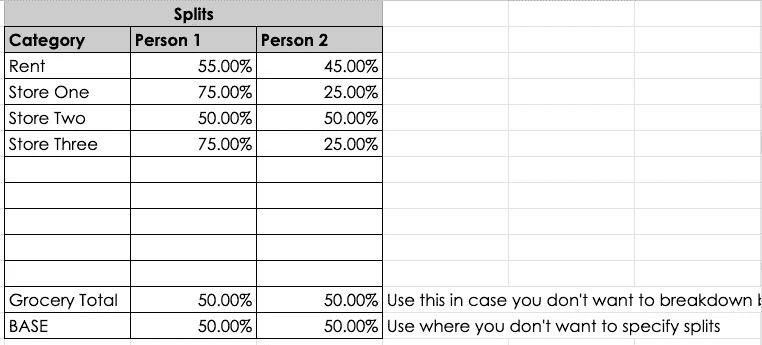 Splits
Category Person 1 Person 2
Rent 55.00% 45.00%
Store One 75.00% 25.00%
Store Two 50.00% 50.00%
Store Three 75.00% 25.00%
Grocery Total 50.00% 50.00% Use this in case you don't want to breakdown
BASE 50.00% 50.00% Use where you don't want to specify splits